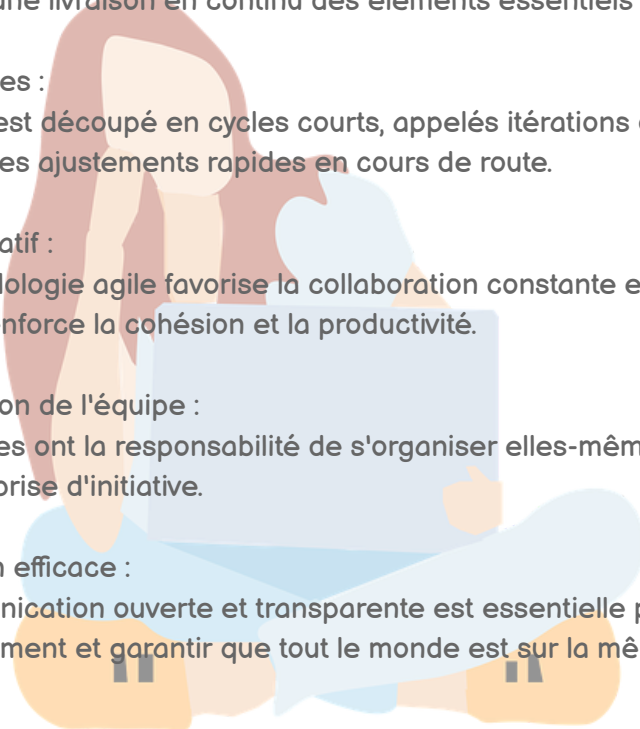 une livraison en continu des éléments essentiels
es :
est découpé en cycles courts, appelés itérations
es ajustements rapides en cours de route.
atif :
dologie agile favorise la collaboration constante e
enforce la cohésion et la productivité.
on de l'équipe :
es ont la responsabilité de s'organiser elles-mêm
prise d'initiative.
n efficace :
nication ouverte et transparente est essentielle p
ment et garantir que tout le monde est sur la mê